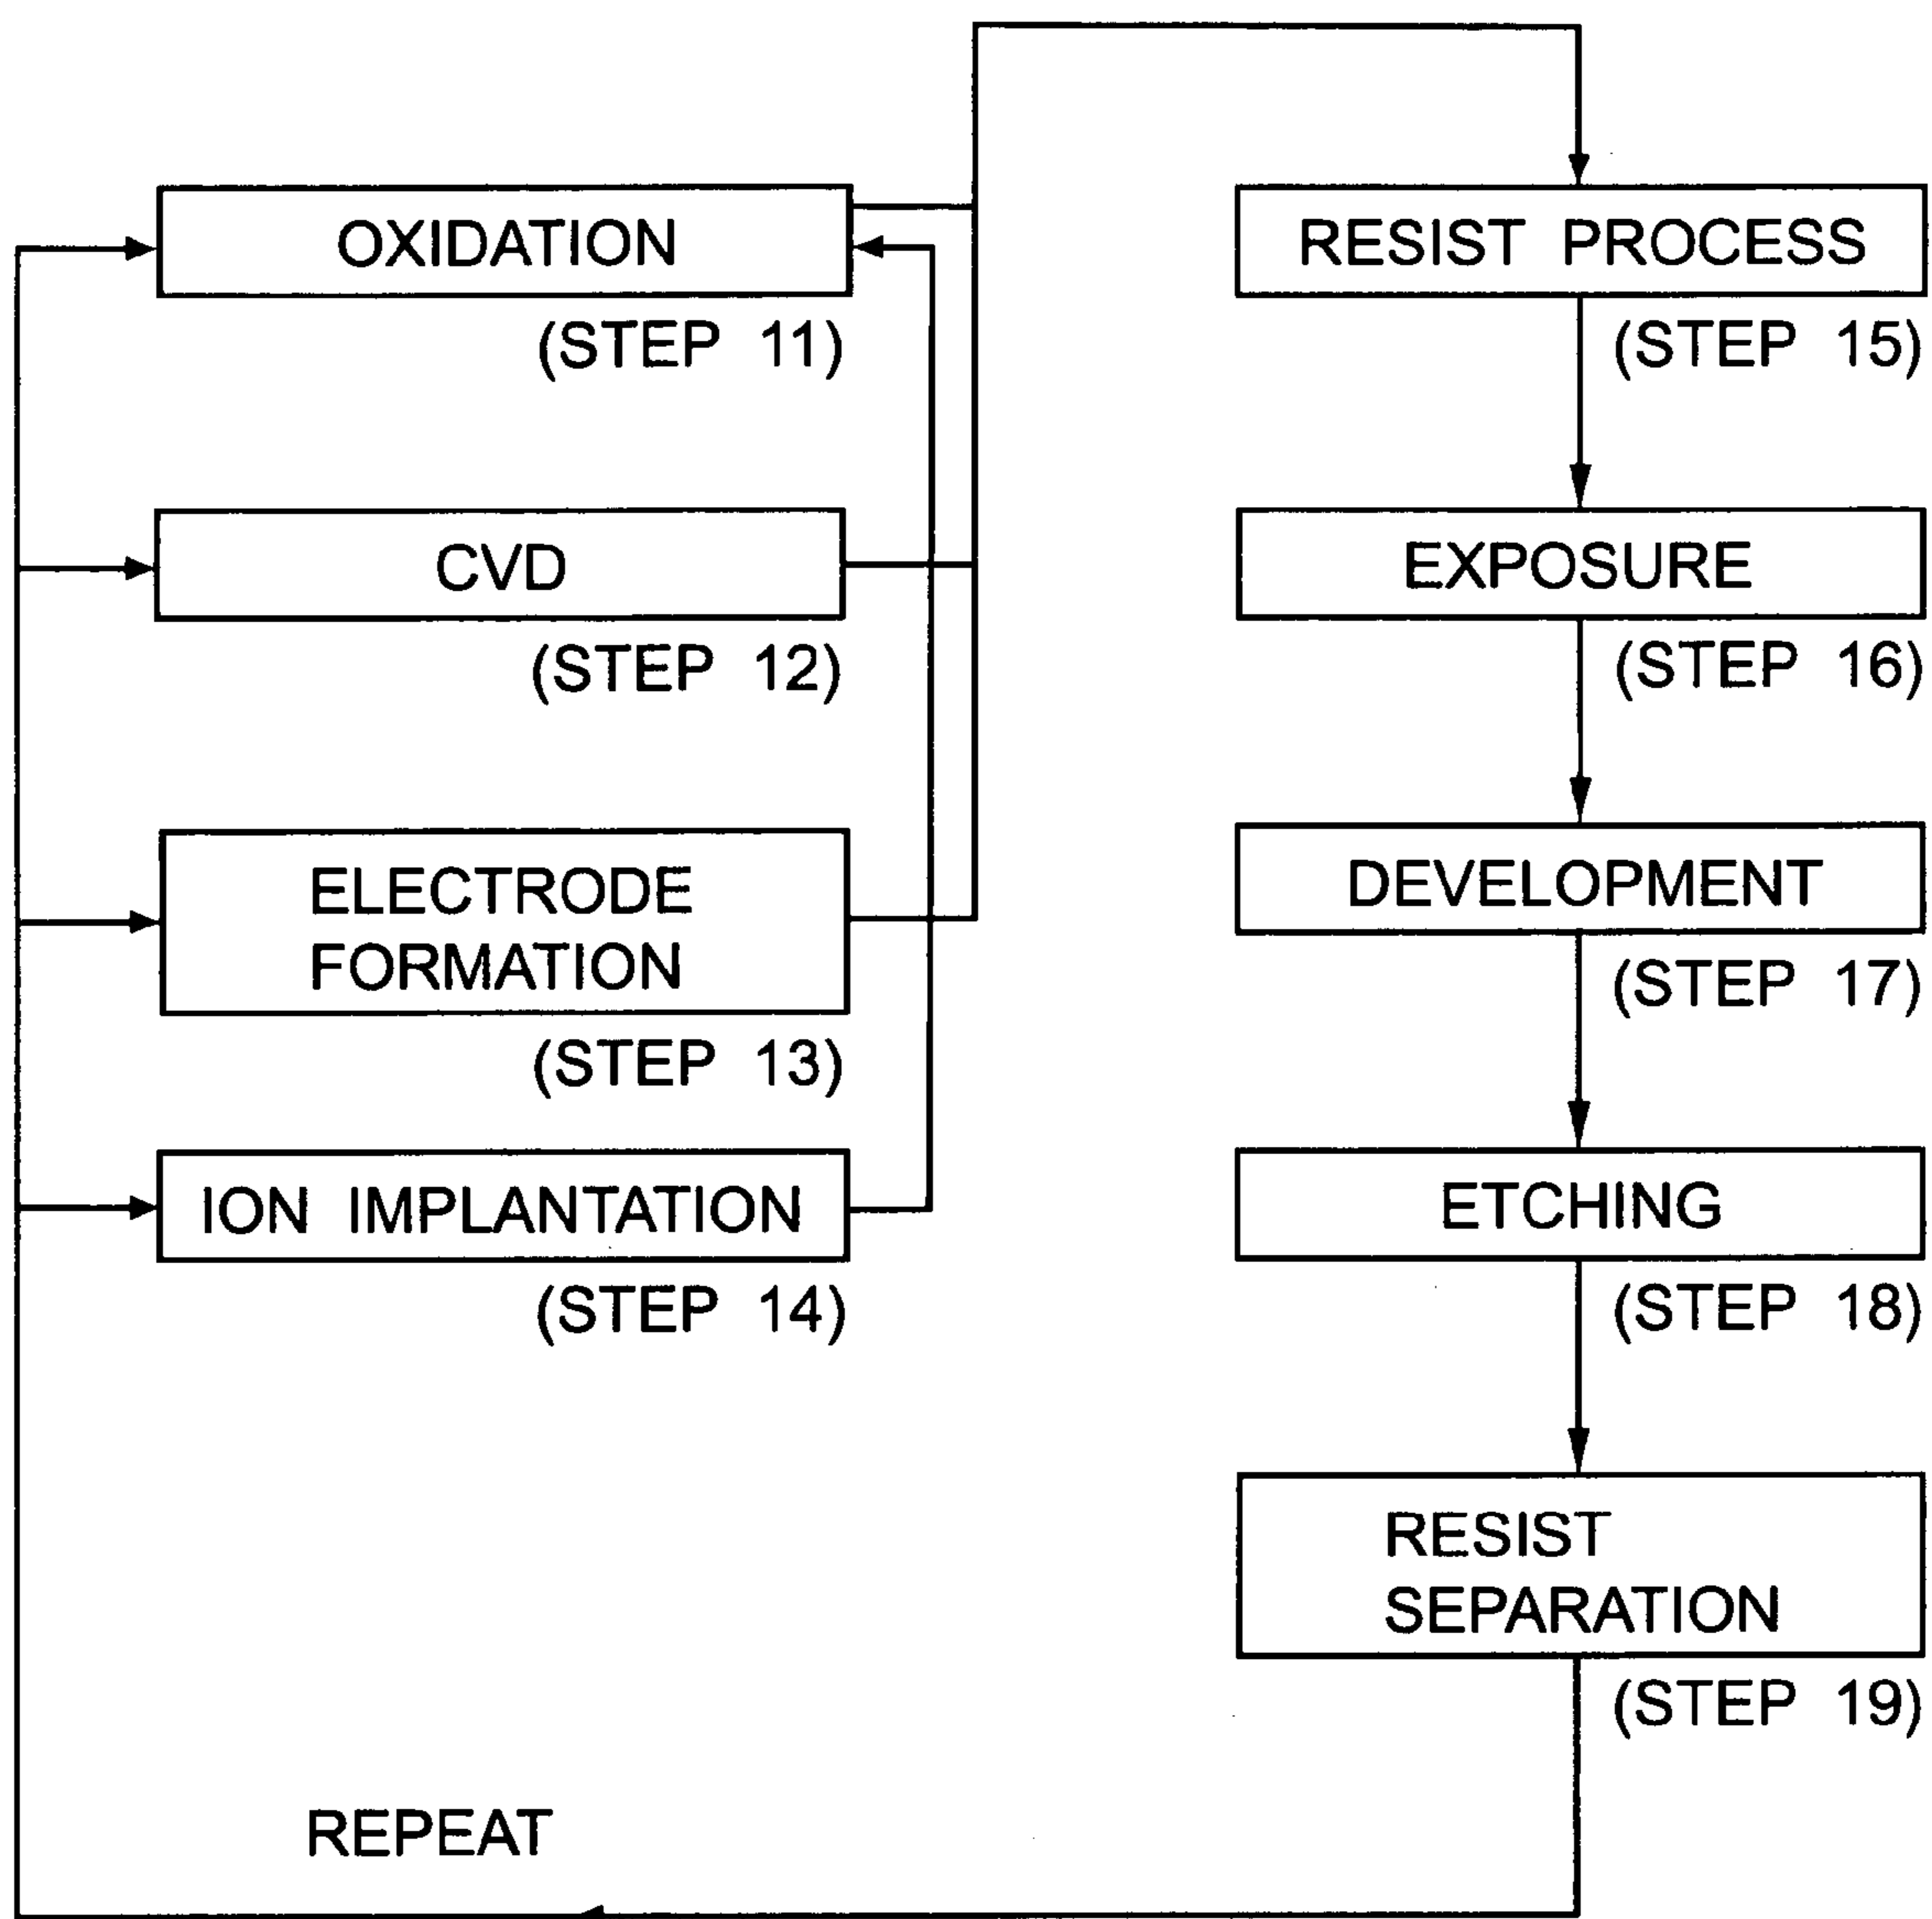 OXIDATION
(STEP 11)
CVD
(STEP 12)
ELECTRODE
FORMATION
(STEP 13)
ION IMPLANTATION
(STEP 14)
RESIST PROCESS
(STEP 15)
EXPOSURE
(STEP 16)
DEVELOPMENT
(STEP 17)
ETCHING
(STEP 18)
RESIST
SEPARATION
(STEP 19)
REPEAT